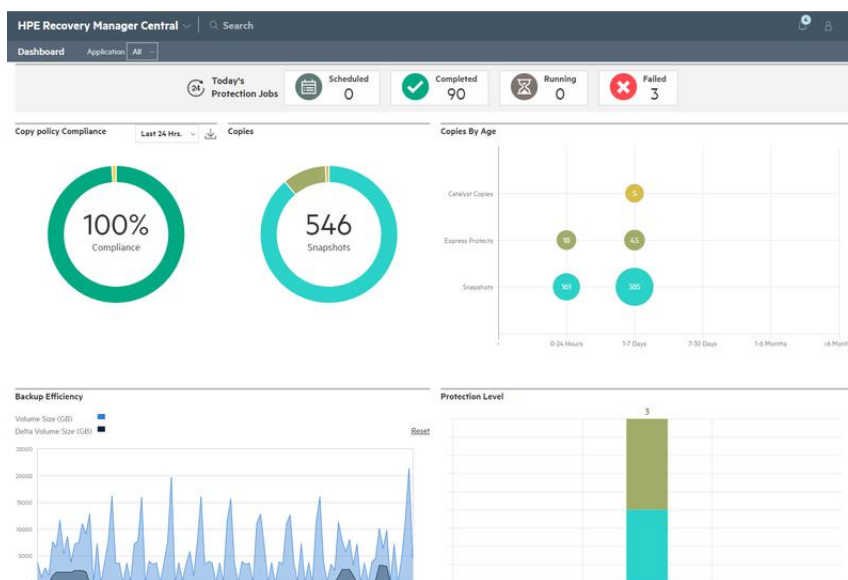 HPE Recovery Manager Central Search
4
Dashboard Application All
24 Today's Protection Jobs
Scheduled 0
Completed 90
Running 0
Failed 3
Copy policy Compliance Last 24 Hrs.
100%
Compliance
Copies
546
Snapshots
Copies By Age
Catalyst Copies 5
Express Protects 18 45
Snapshots 161 385
- 0-24 Hours 1-7 Days 7-30 Days 1-6 Months >6 Mont
Backup Efficiency
Volume Size (GB)
Delta Volume Size (GB)
Reset
25000
20000
15000
10000
5000
Protection Level
3